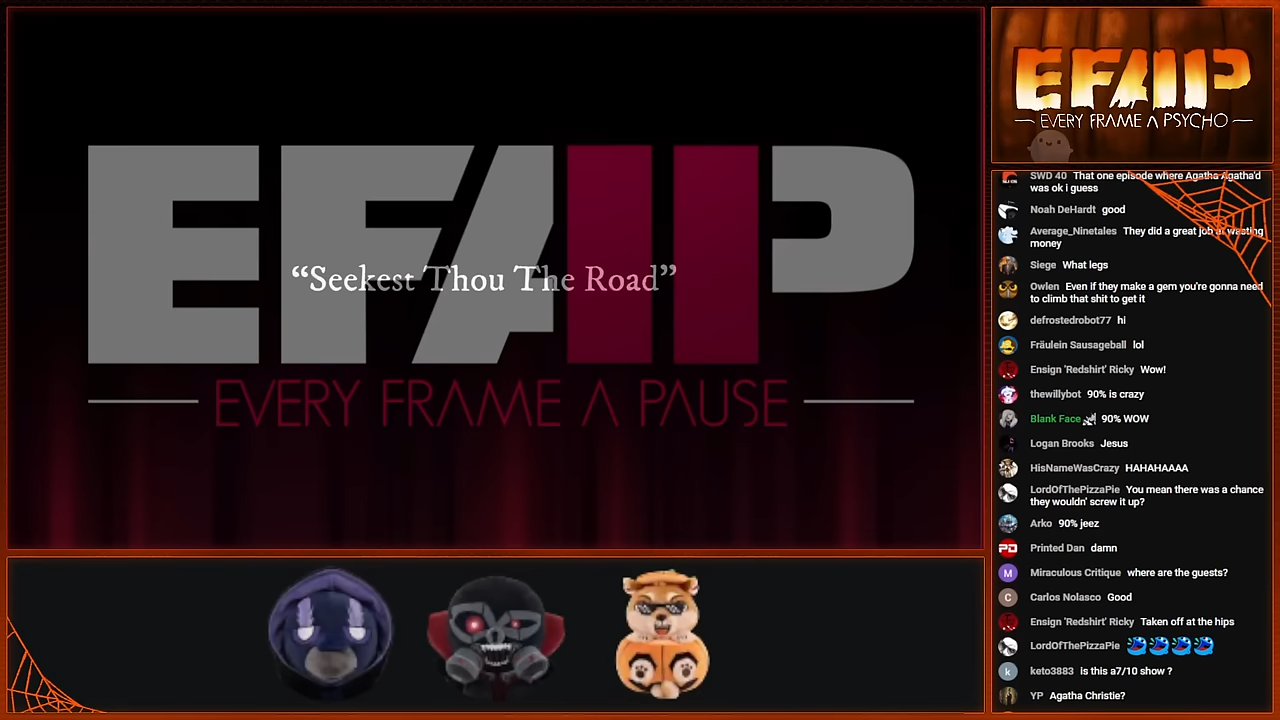 EFAP
“Seekest Thou The Road”
EVERY FRAME A PAUSE
EFAP
EVERY FRAME A PSYCHO
SWD 40 That one episode where Agatha Agatha'd
was ok i guess
Noah DeHardt good
Average_Ninetales They did a great job at wasting
money
Siege What legs
Owlen Even if they make a gem you're gonna need
to climb that shit to get it
defrostedrobot77 hi
Fräulein Sausageball lol
Ensign 'Redshirt' Ricky Wow!
thewillybot 90% is crazy
Blank Face 90% WOW
Logan Brooks Jesus
HisNameWasCrazy HAHAHAAAA
LordOfThePizzaPie You mean there was a chance
they wouldn' screw it up?
Arko 90% jeez
PD Printed Dan damn
M Miraculous Critique where are the guests?
C Carlos Nolasco Good
Ensign 'Redshirt' Ricky Taken off at the hips
LordOfThePizzaPie
k keto3883 is this a7/10 show ?
YP Agatha Christie?